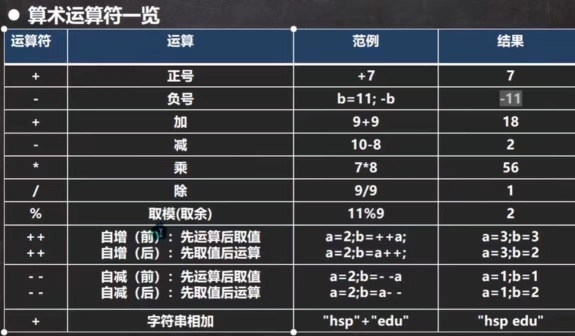 ● 算术运算符一览
运算符 运算 范例 结果
+ 正号 +7 7
- 负号 b=11; -b -11
+ 加 9+9 18
- 减 10-8 2
* 乘 7*8 56
/ 除 9/9 1
% 取模(取余) 11%9 2
++ 自增（前）：先运算后取值 a=2;b=++a; a=3;b=3
++ 自增（后）：先取值后运算 a=2;b=a++; a=3;b=2
- - 自减（前）：先运算后取值 a=2;b=- -a a=1;b=1
- - 自减（后）：先取值后运算 a=2;b=a- - a=1;b=2
+ 字符串相加 "hsp"+"edu" "hsp edu"